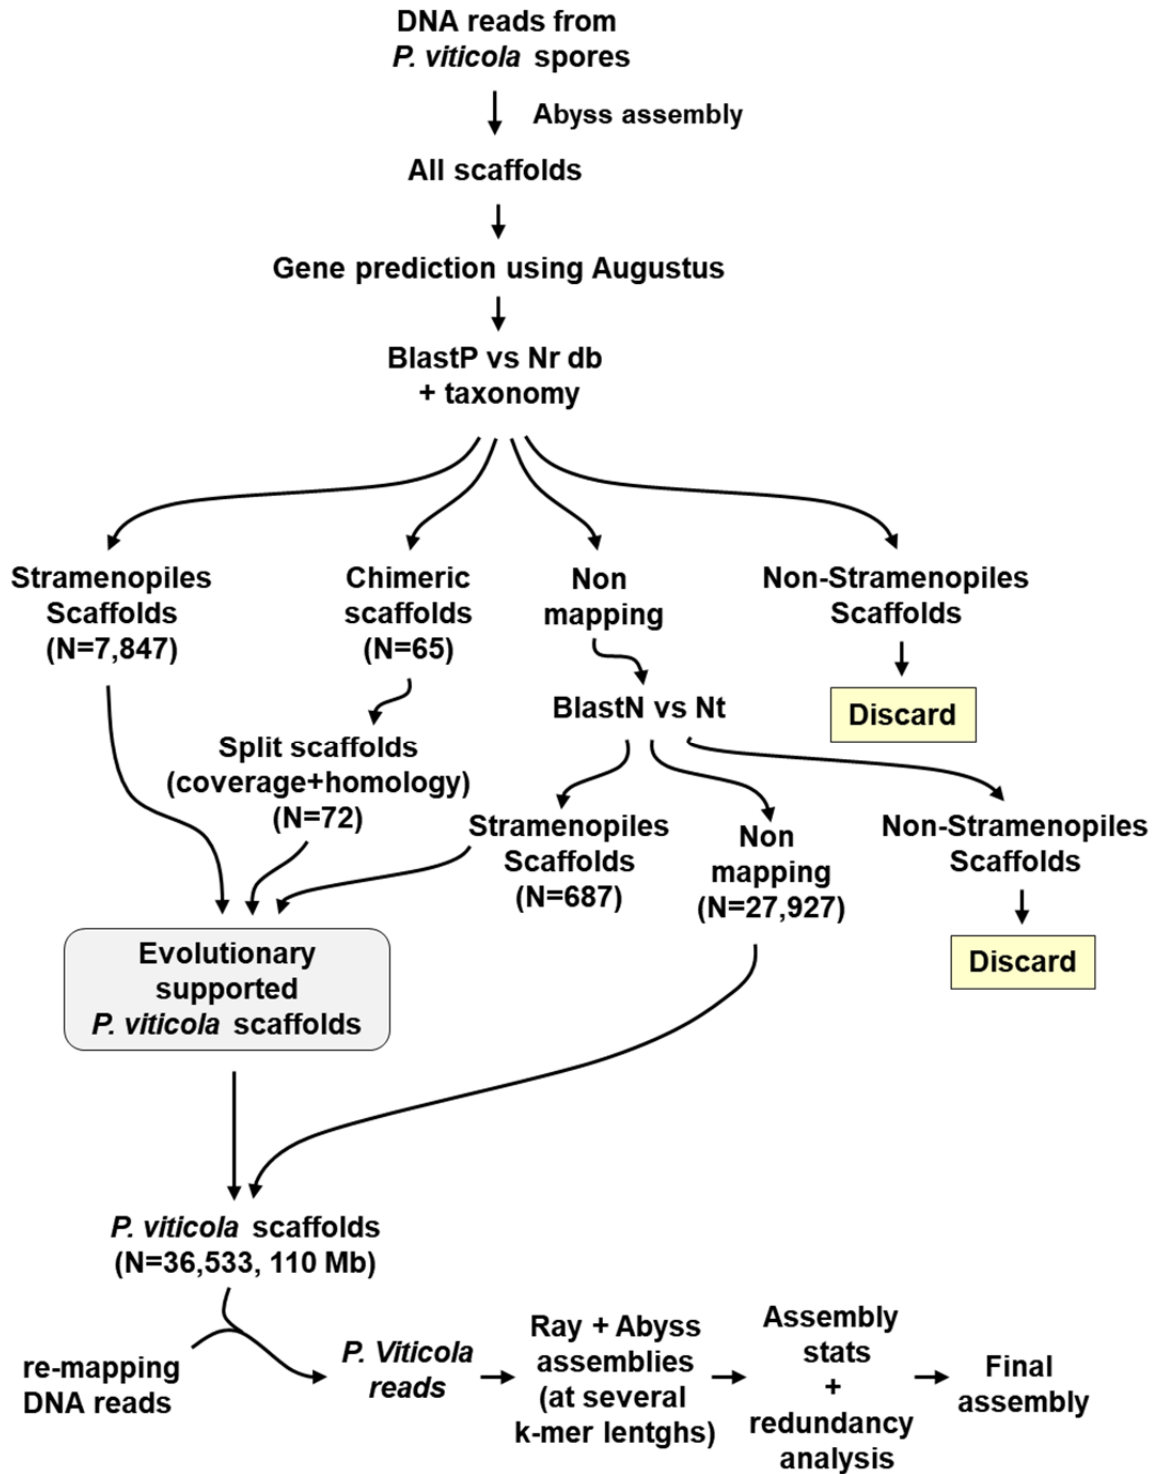 DNA reads from
P. viticola spores
Abyss assembly
All scaffolds
Gene prediction using Augustus
BlastP vs Nr db
+ taxonomy
Stramenopiles
Scaffolds
(N=7,847)
Chimeric
scaffolds
(N=65)
Non
mapping
Non-Stramenopiles
Scaffolds
Discard
BlastN vs Nt
Split scaffolds
(coverage+homology)
(N=72)
Stramenopiles
Scaffolds
(N=687)
Non
mapping
(N=27,927)
Non-Stramenopiles
Scaffolds
Discard
Evolutionary
supported
P. viticola scaffolds
P. viticola scaffolds
(N=36,533, 110 Mb)
re-mapping
DNA reads
P. Viticola
reads
Ray + Abyss
assemblies
(at several
k-mer lentghs)
Assembly
stats
+
redundancy
analysis
Final
assembly